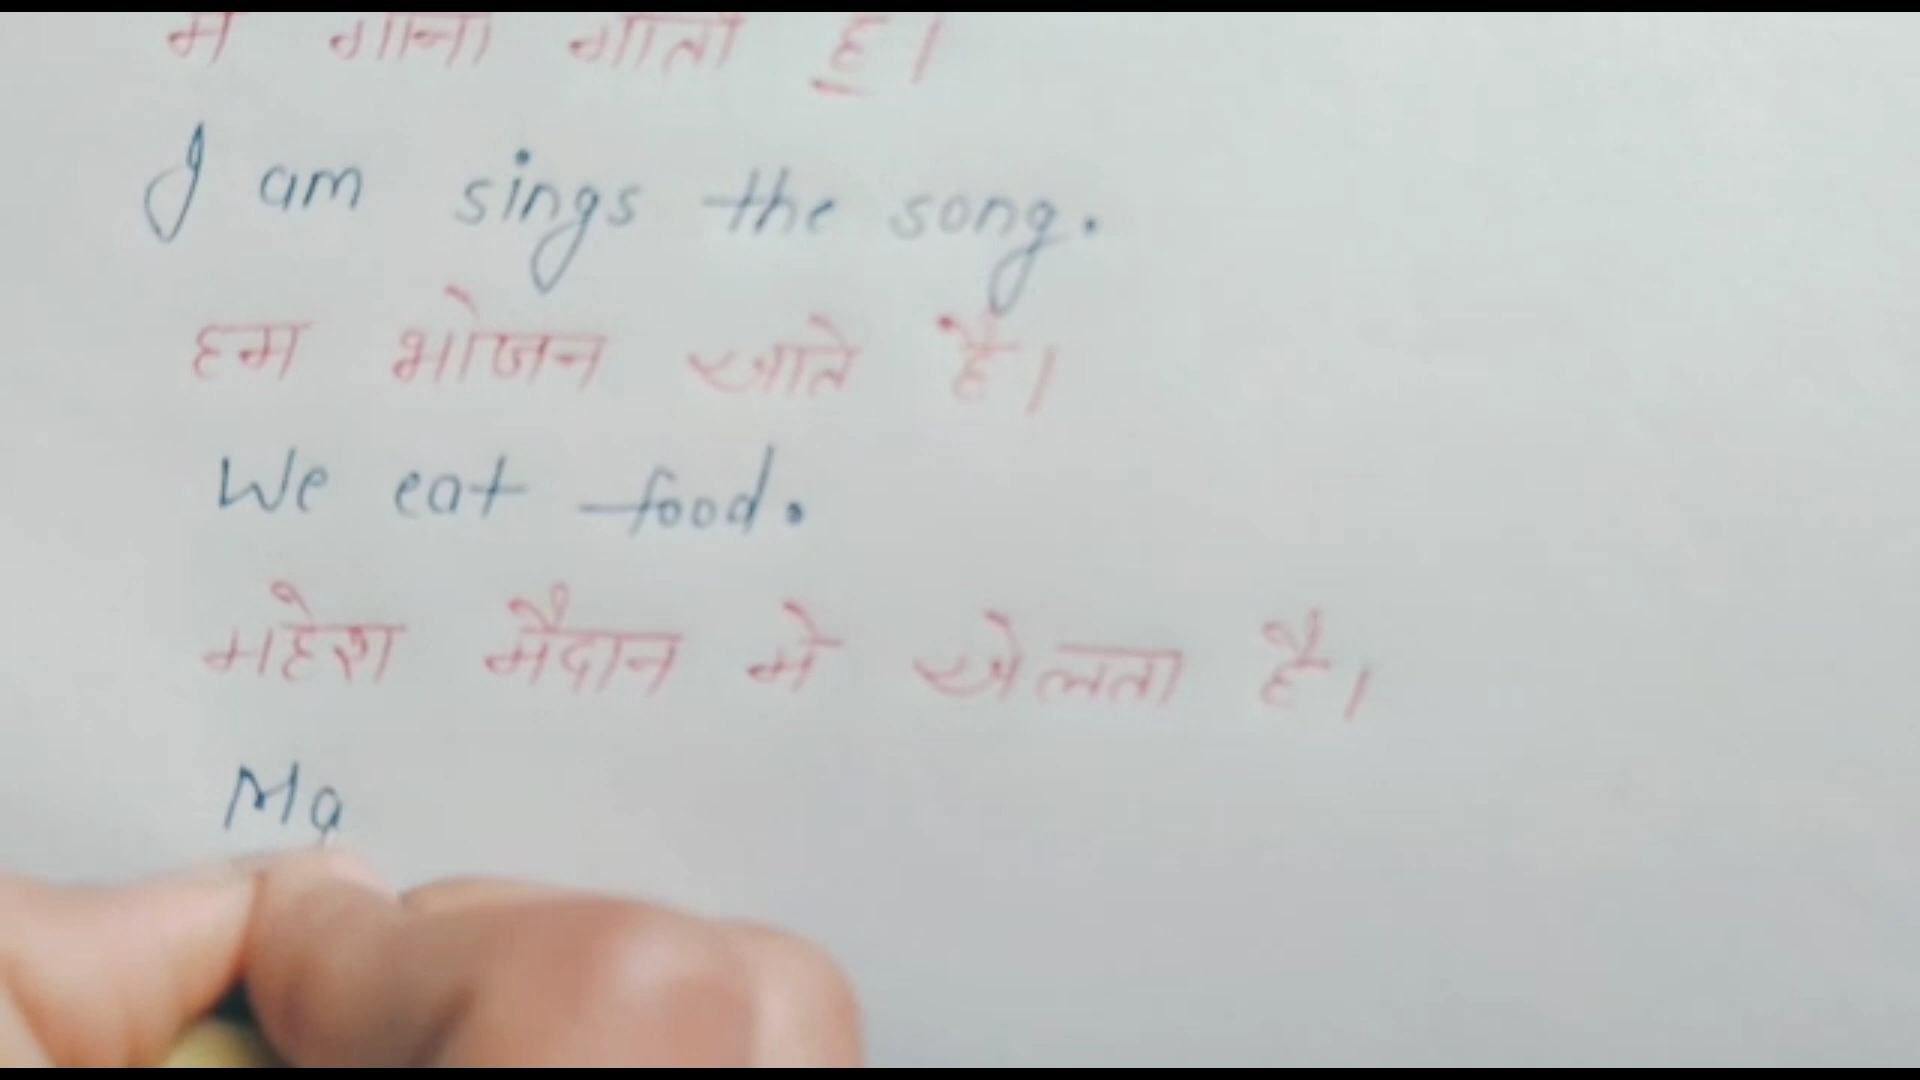 मैं गाना गाता हूँ।
I am sings the song.
हम भोजन खाते है।
We eat food.
महेश मैदान मे खेलता है।
Ma